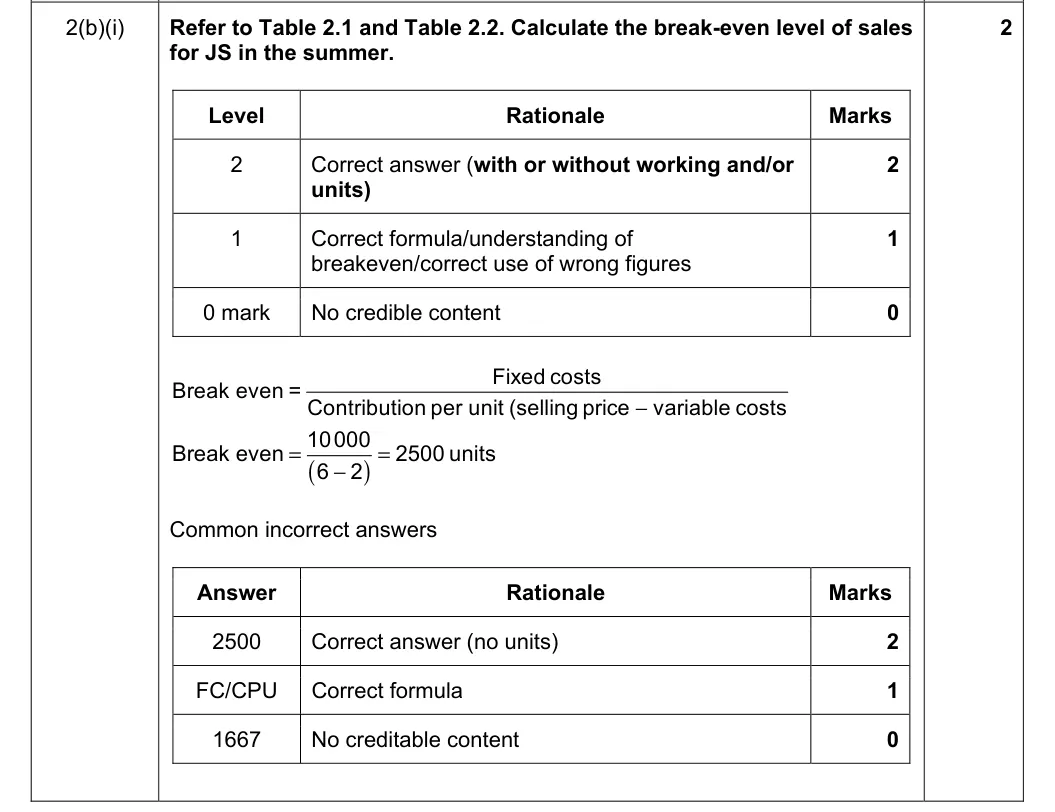 2(b)(i) Refer to Table 2.1 and Table 2.2. Calculate the break-even level of sales 2
for JS in the summer.
Level Rationale Marks
2 Correct answer (with or without working and/or 2
units)
1 Correct formula/understanding of 1
breakeven/correct use of wrong figures
0 mark No credible content 0
Break even = Fixed costs / Contribution per unit (selling price – variable costs
Break even = 10 000 / (6 – 2) = 2500 units
Common incorrect answers
Answer Rationale Marks
2500 Correct answer (no units) 2
FC/CPU Correct formula 1
1667 No creditable content 0